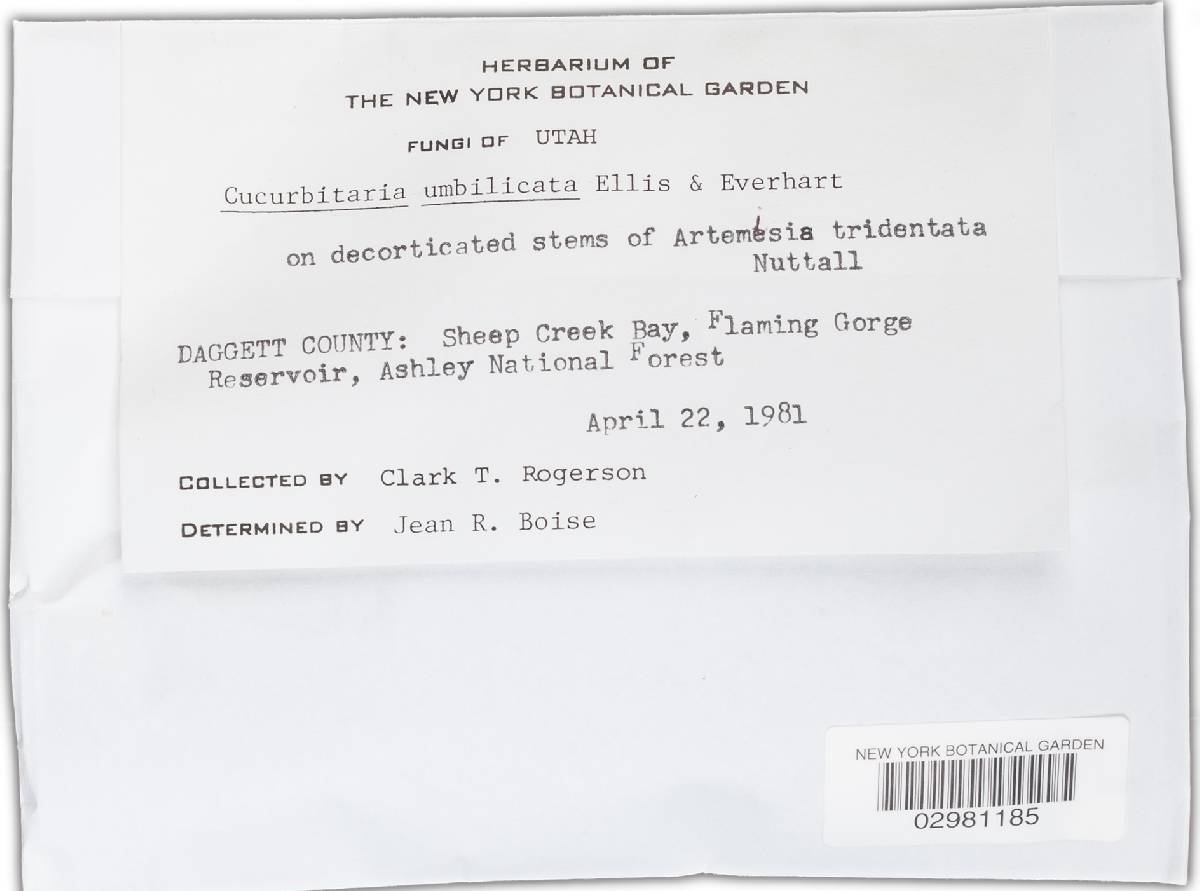 HERBARIUM OF
THE NEW YORK BOTANICAL GARDEN
FUNGI OF UTAH
Cucurbitaria umbilicata Ellis & Everhart
on decorticated stems of Artemisia tridentata
Nuttall
DAGGETT COUNTY: Sheep Creek Bay, Flaming Gorge
Reservoir, Ashley National Forest
April 22, 1981
COLLECTED BY Clark T. Rogerson
DETERMINED BY Jean R. Boise
NEW YORK BOTANICAL GARDEN
02981185